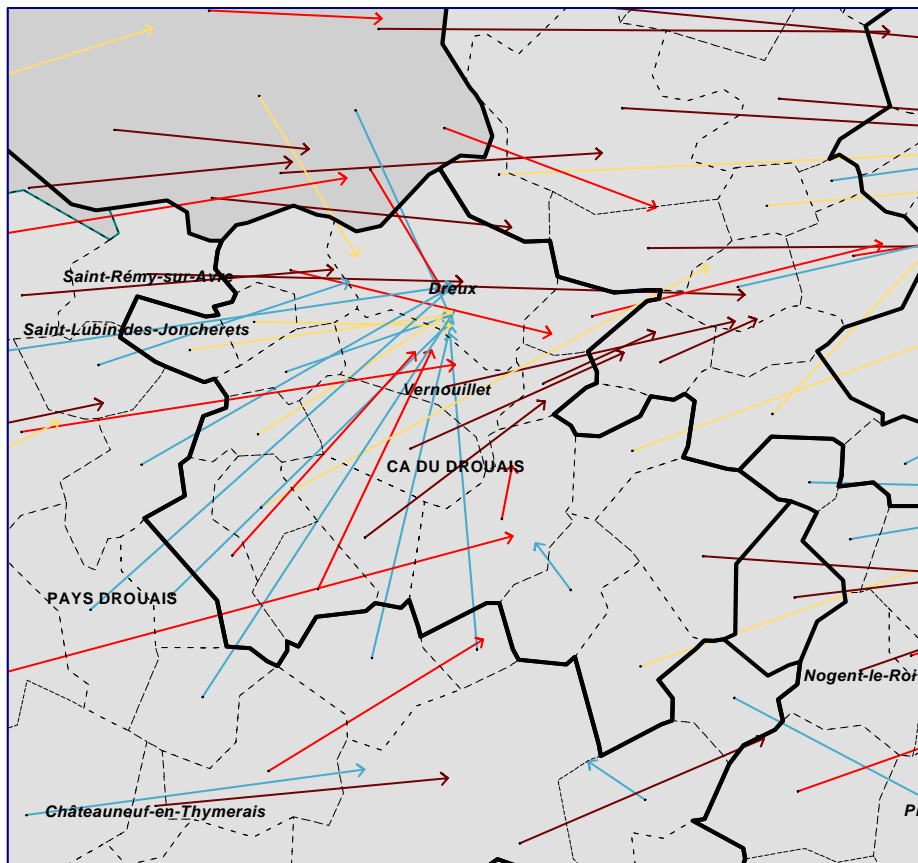 Saint-Rémy-sur-Avre
Dreux
Saint-Lubin-des-Joncherets
Vernouillet
CA DU DROUAIS
PAYS DROUAIS
Nogent-le-Roi
Châteauneuf-en-Thymerais